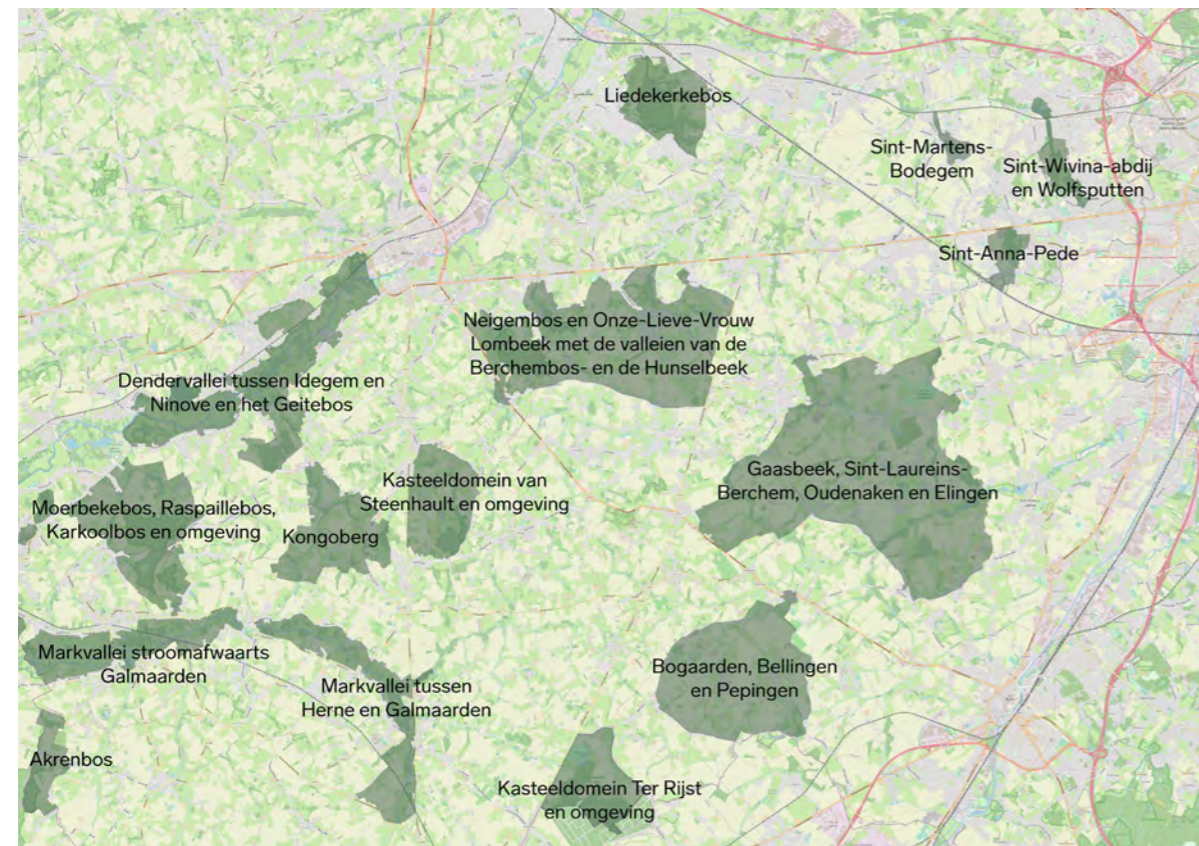 Liedekerkebos
Sint-Martens-
Bodegem
Sint-Wivina-abdij
en Wolfsputten
Sint-Anna-Pede
Neigembos en Onze-Lieve-Vrouw
Lombeek met de valleien van de
Berchembos- en de Hunselbeek
Dendervallei tussen Idegem en
Ninove en het Geitebos
Gaasbeek, Sint-Laureins-
Berchem, Oudenaken en Elingen
Kasteeldomein van
Steenhault en omgeving
Moerbekebos, Raspaillebos,
Karkoolbos en omgeving
Kongoberg
Markvallei stroomafwaarts
Galmaarden
Bogaarden, Bellingen
en Pepingen
Markvallei tussen
Herne en Galmaarden
Akrenbos
Kasteeldomein Ter Rijst
en omgeving